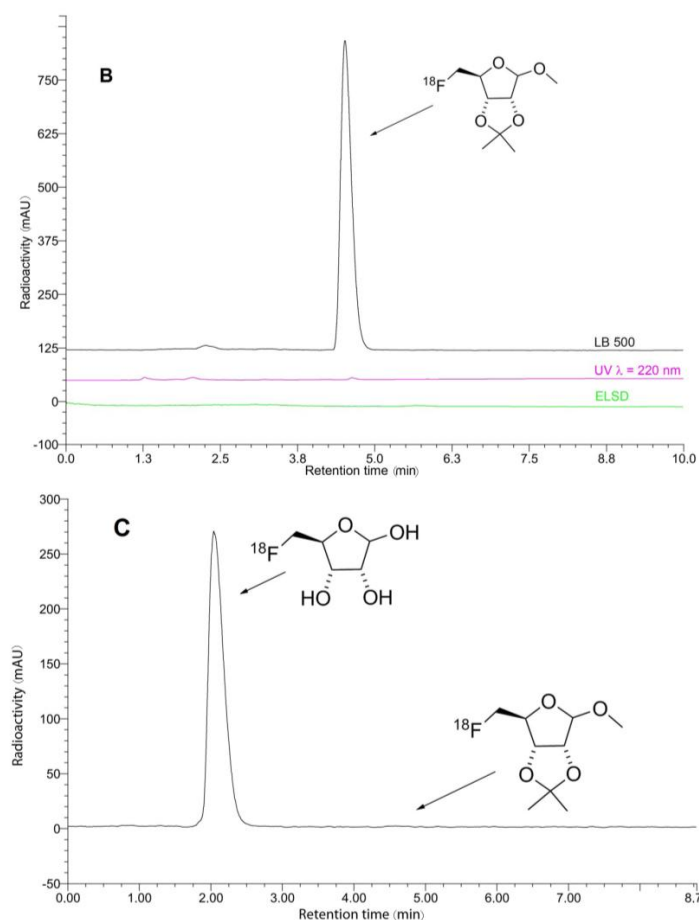 B
Radioactivity (mAU)
750
625
500
375
250
125
0
-100
18F
O
O
O
O
LB 500
UV λ = 220 nm
ELSD
0.0 1.3 2.5 3.8 5.0 6.3 7.5 8.8 10.0
Retention time (min)
C
Radioactivity (mAU)
300
250
200
150
100
50
0
-50
18F
O
OH
HO
OH
18F
O
O
O
O
0.00 1.00 2.00 3.00 4.00 5.00 6.00 7.00 8.7
Retention time (min)